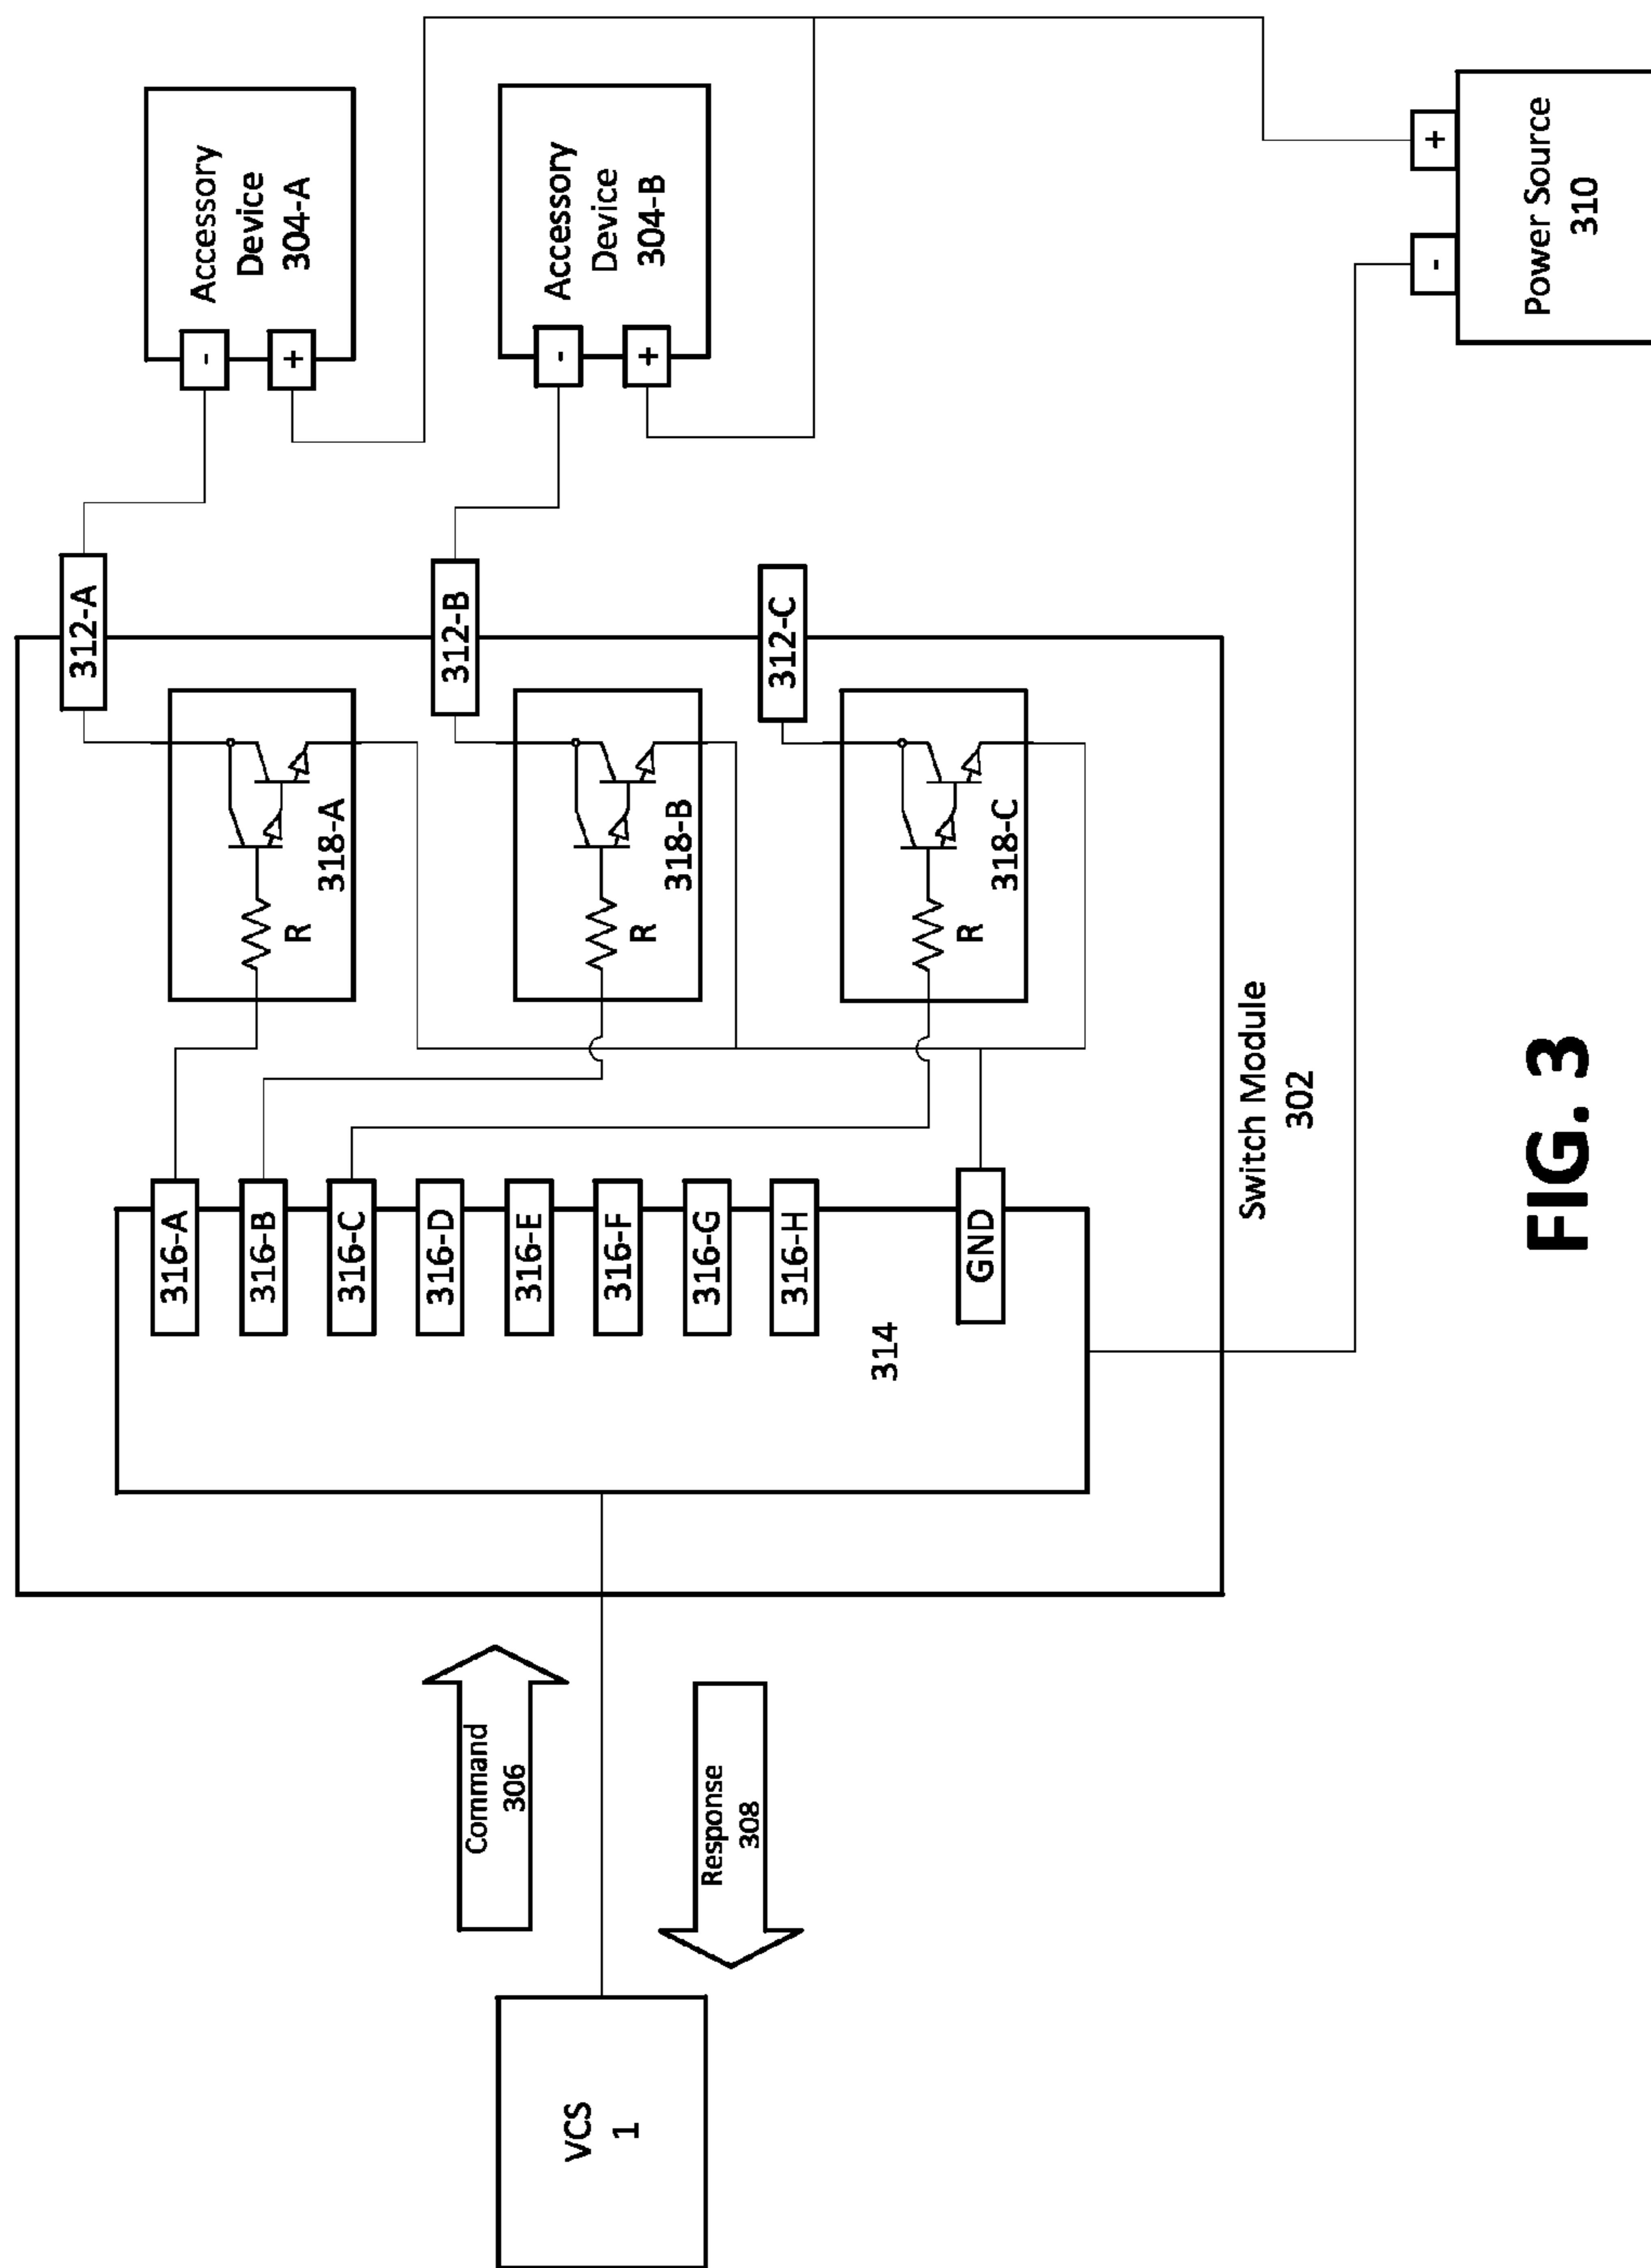 VCS
1
Command
306
Response
308
316-A
316-B
316-C
316-D
316-E
316-F
316-G
316-H
314
GND
R
318-A
R
318-B
R
318-C
312-A
312-B
312-C
Switch Module
302
-
+
Accessory
Device
304-A
-
+
Accessory
Device
304-B
-
+
Power Source
310
FIG. 3